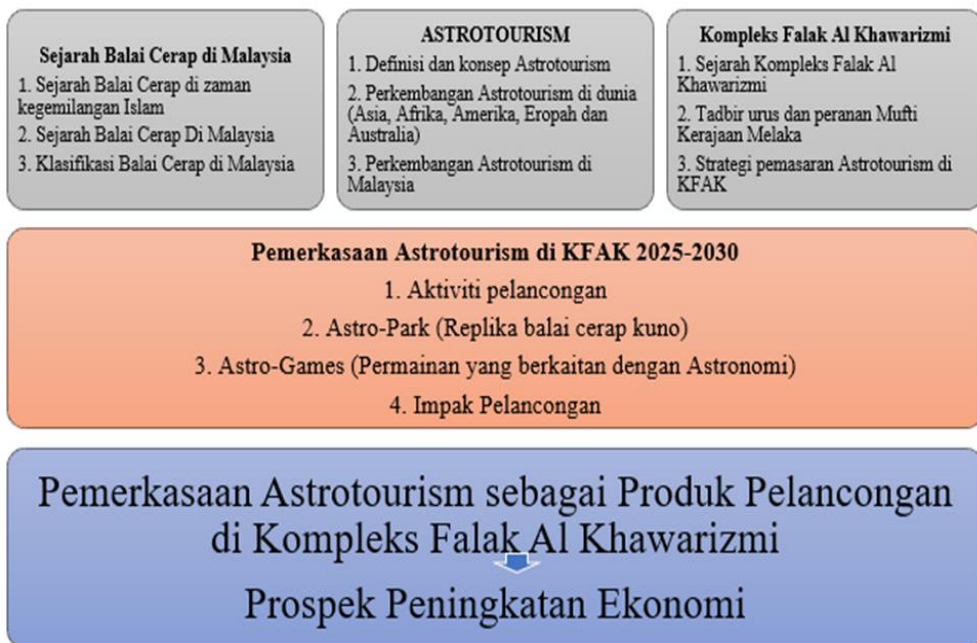 Sejarah Balai Cerap di Malaysia
1. Sejarah Balai Cerap di zaman
kegemilangan Islam
2. Sejarah Balai Cerap Di Malaysia
3. Klasifikasi Balai Cerap di Malaysia
ASTROTOURISM
1. Definisi dan konsep Astrotourism
2. Perkembangan Astrotourism di dunia
(Asia, Afrika, Amerika, Eropah dan
Australia)
3. Perkembangan Astrotourism di
Malaysia
Kompleks Falak Al Khawarizmi
1. Sejarah Kompleks Falak Al
Khawarizmi
2. Tadbir urus dan peranan Mufti
Kerajaan Melaka
3. Strategi pemasaran Astrotourism di
KFAK
Pemerkasaan Astrotourism di KFAK 2025-2030
1. Aktiviti pelancongan
2. Astro-Park (Replika balai cerap kuno)
3. Astro-Games (Permainan yang berkaitan dengan Astronomi)
4. Impak Pelancongan
Pemerkasaan Astrotourism sebagai Produk Pelancongan
di Kompleks Falak Al Khawarizmi
Prospek Peningkatan Ekonomi